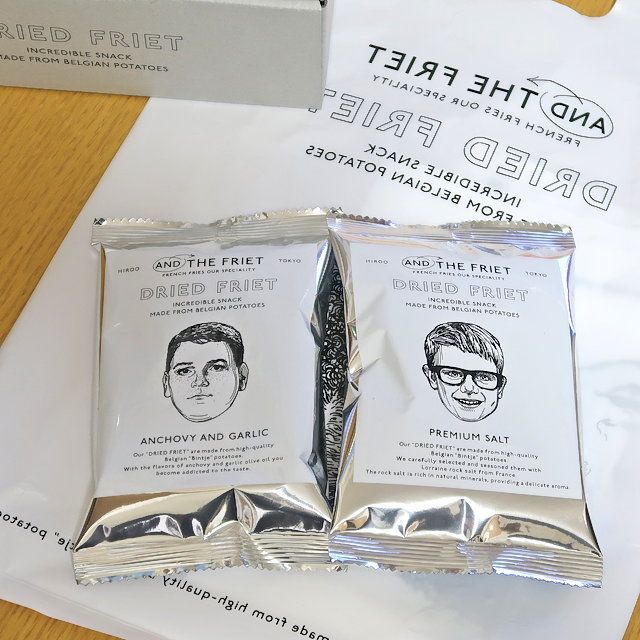 DRIED FRIET
INCREDIBLE SNACK
MADE FROM BELGIAN POTATOES
AND THE FRIET
FRENCH FRIES OUR SPECIALITY
DRIED FRIET
INCREDIBLE SNACK
FROM BELGIAN POTATOES
HIROO AND THE FRIET TOKYO
FRENCH FRIES OUR SPECIALITY
DRIED FRIET
INCREDIBLE SNACK
MADE FROM BELGIAN POTATOES
ANCHOVY AND GARLIC
Our "DRIED FRIET" are made from high-quality
Belgian "Bintje" potatoes.
With the flavors of anchovy and garlic olive oil you
become addicted to the taste.
HIROO AND THE FRIET TOKYO
FRENCH FRIES OUR SPECIALITY
DRIED FRIET
INCREDIBLE SNACK
MADE FROM BELGIAN POTATOES
PREMIUM SALT
Our "DRIED FRIET" are made from high-quality
Belgian "Bintje" potatoes.
We carefully selected and seasoned them with
Lorraine rock salt from France
The rock salt is rich in natural minerals, providing a delicate aroma
made from high-quality
potatoes